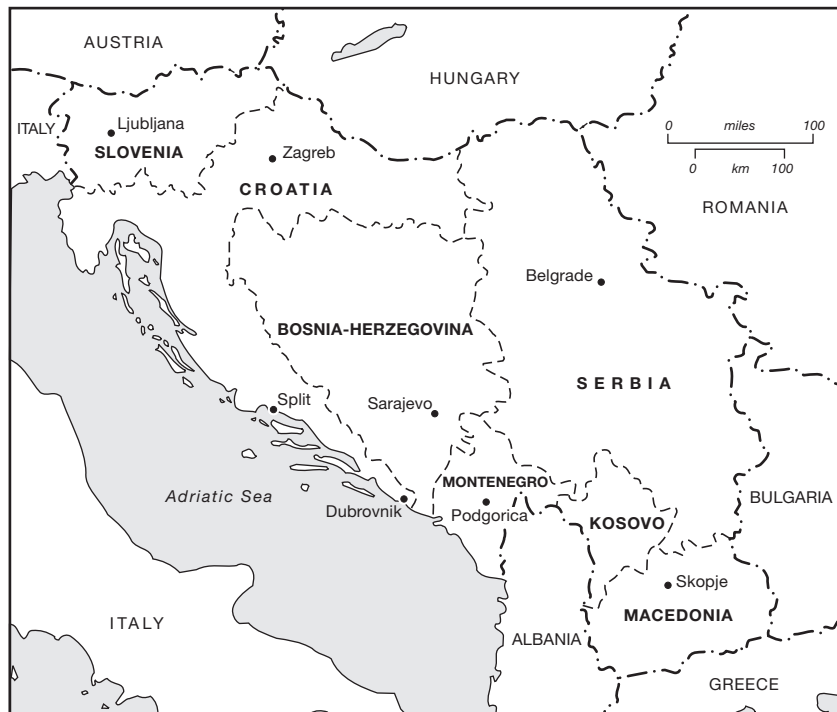 AUSTRIA
HUNGARY
ITALY
Ljubljana
SLOVENIA
Zagreb
CROATIA
0 miles 100
0 km 100
ROMANIA
Belgrade
BOSNIA-HERZEGOVINA
SERBIA
Split
Sarajevo
MONTENEGRO
Adriatic Sea
Dubrovnik
Podgorica
KOSOVO
BULGARIA
Skopje
MACEDONIA
ITALY
ALBANIA
GREECE